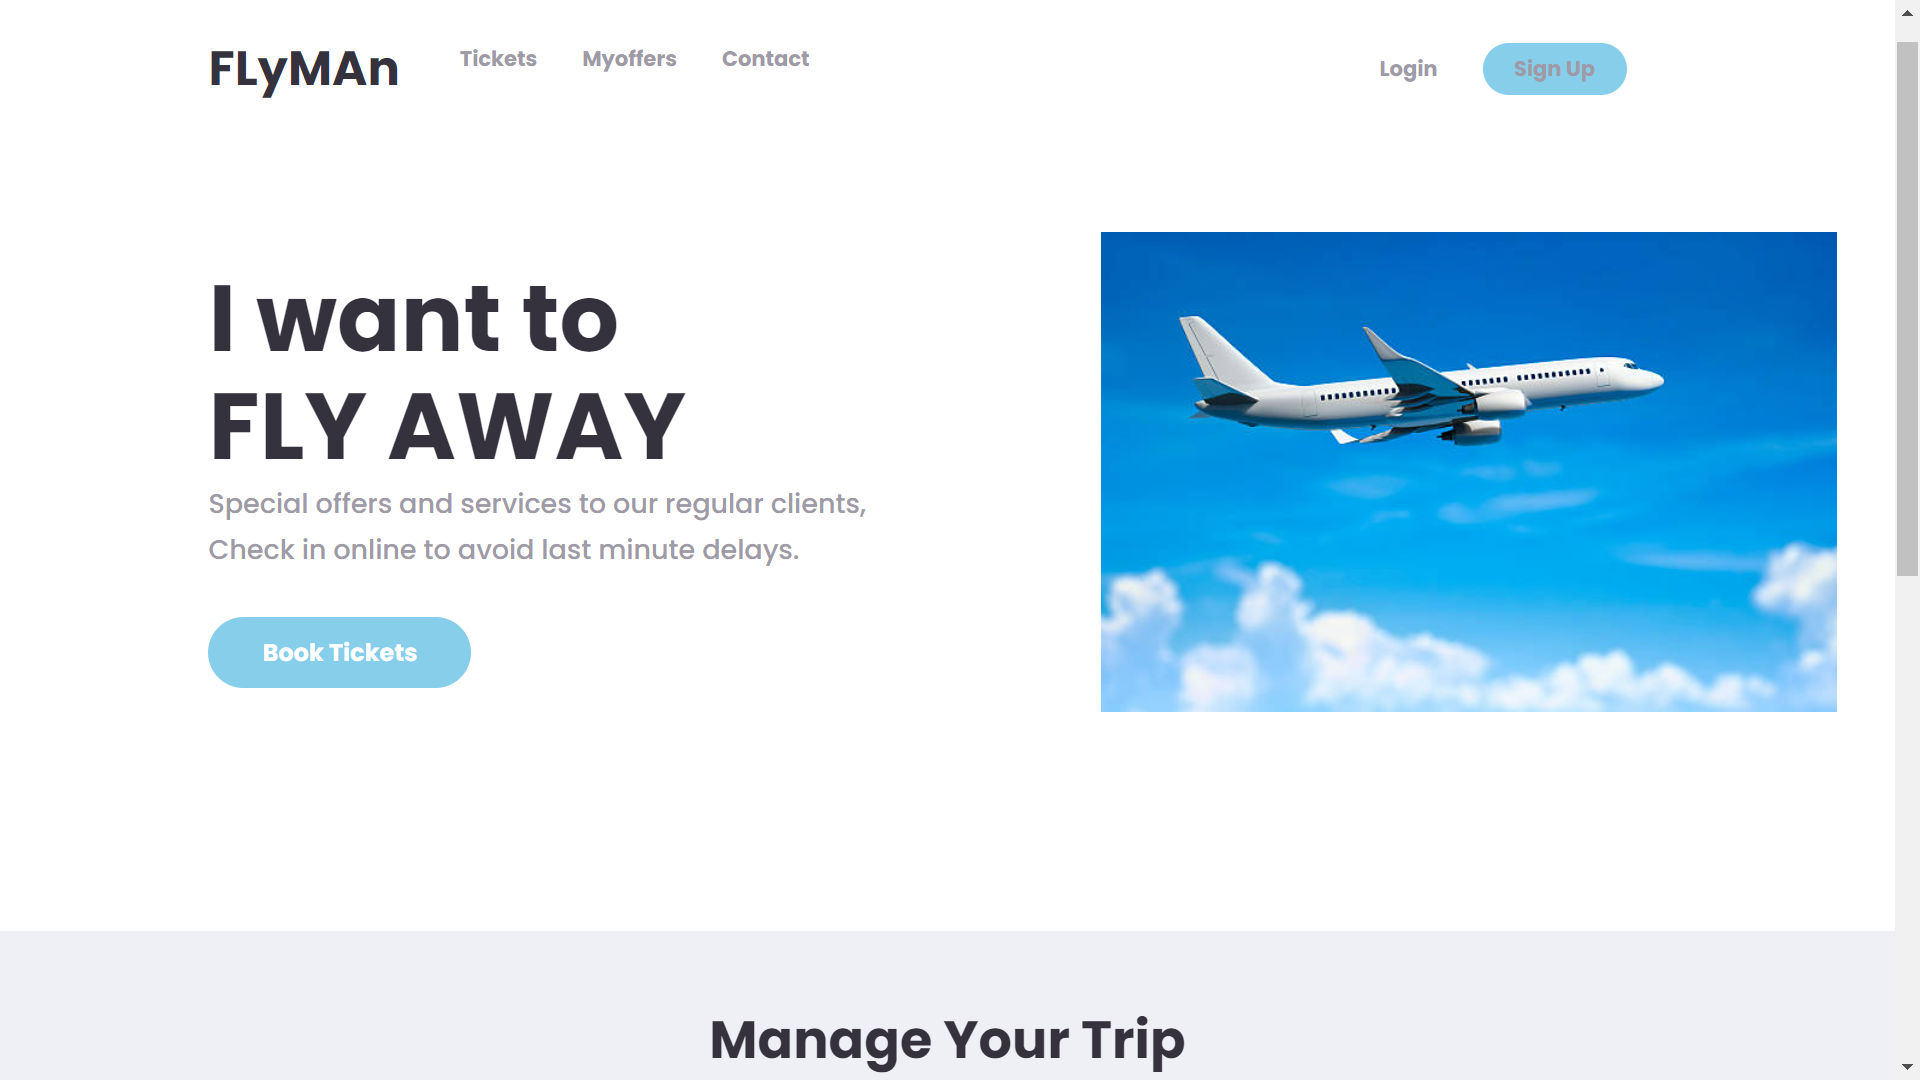 FLyMAn
Tickets
Myoffers
Contact
Login
Sign Up
I want to
FLY AWAY
Special offers and services to our regular clients,
Check in online to avoid last minute delays.
Book Tickets
Manage Your Trip